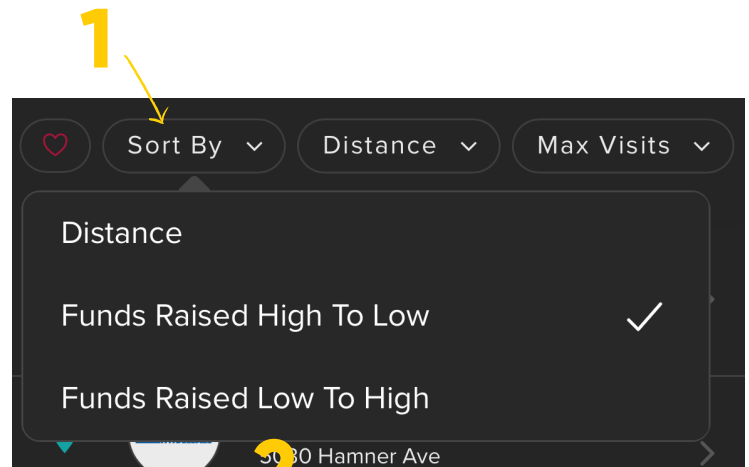 1
Sort By
Distance
Max Visits
Distance
Funds Raised High To Low
Funds Raised Low To High
Hamner Ave